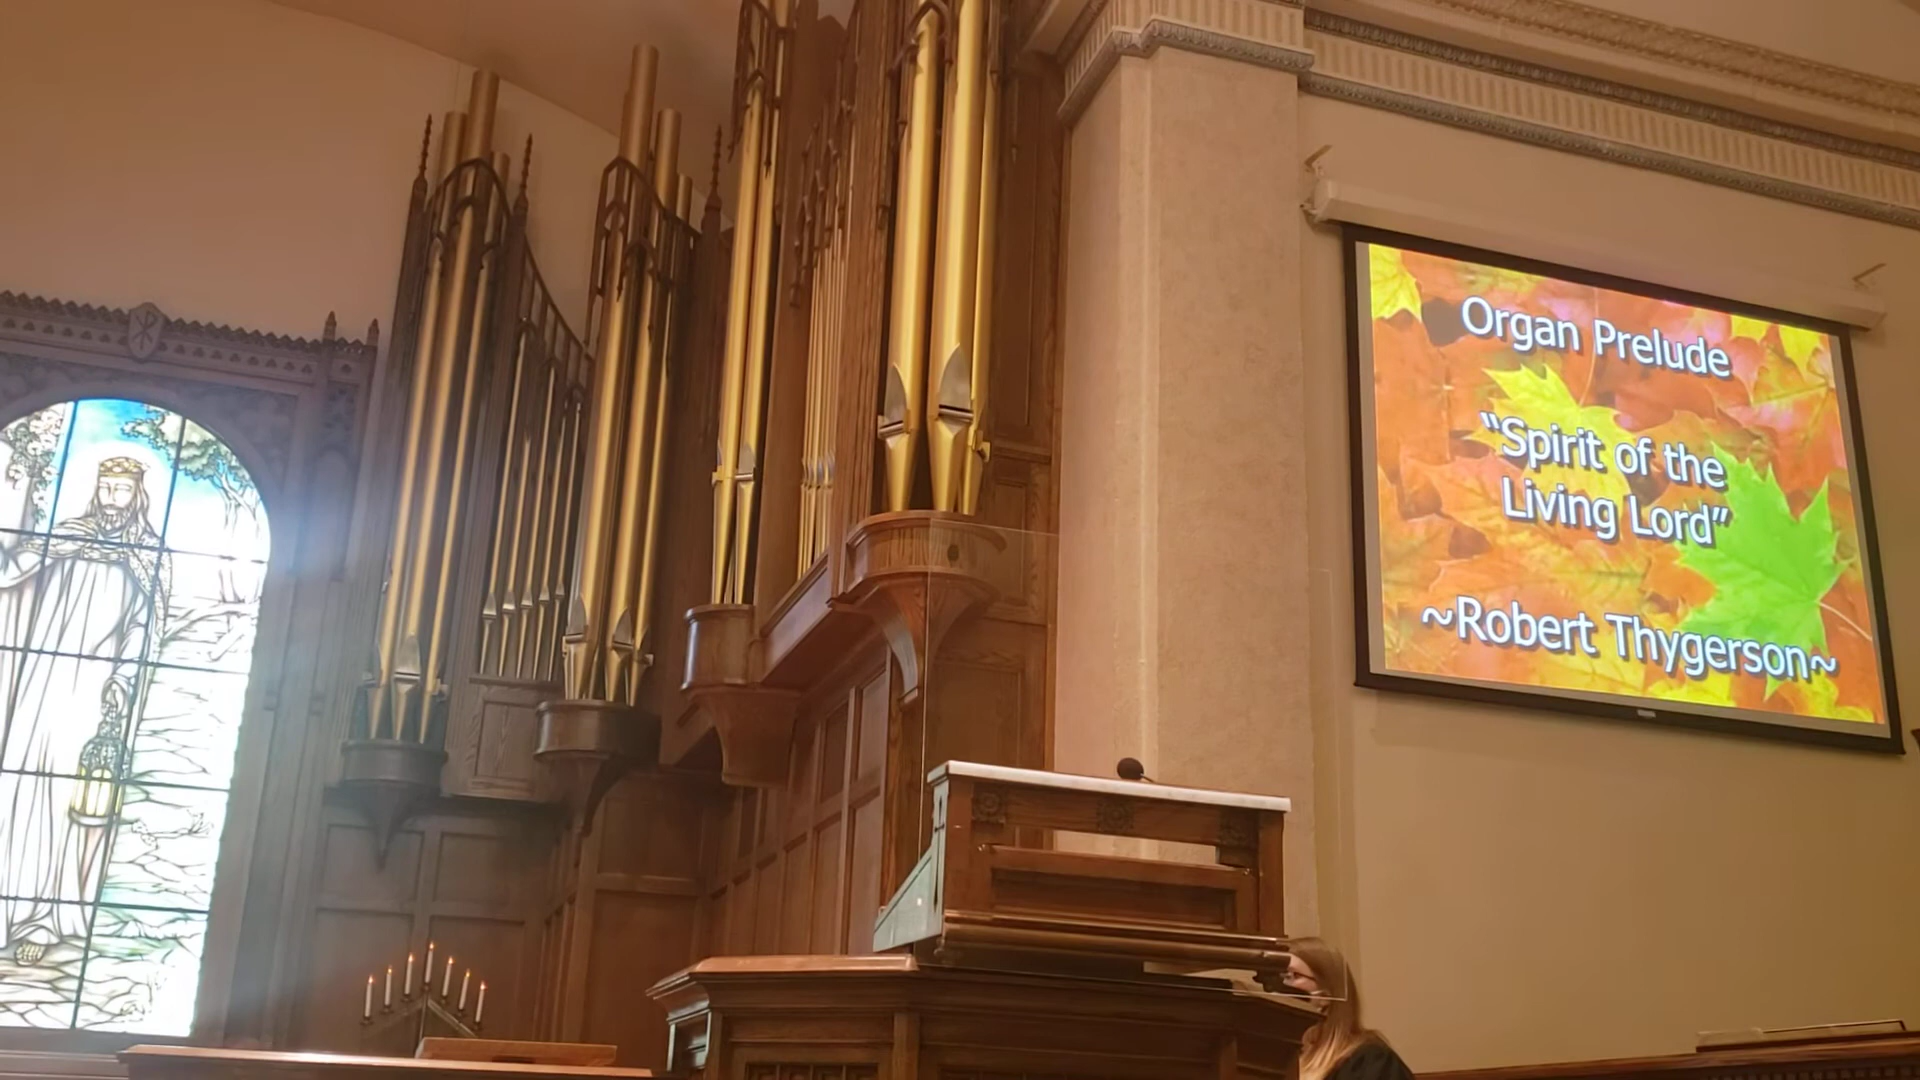 Organ Prelude
“Spirit of the
Living Lord”
~Robert Thygerson~